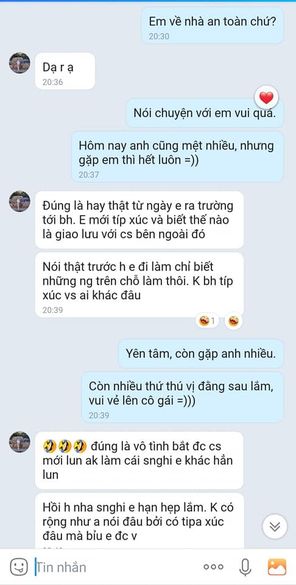 Em về nhà an toàn chứ?
20:30
Dạ r ạ
20:36
Nói chuyện với em vui quá.
Hôm nay anh cũng mệt nhiều, nhưng
gặp em thì hết luôn =))
20:37
Đúng là hay thật từ ngày e ra trường
tới bh. E mới típ xúc và biết thế nào
là giao lưu với cs bên ngoài đó
Nói thật trước h e đi làm chỉ biết
những ng trên chỗ làm thôi. K bh típ
xúc vs ai khác đâu
20:39
1
Yên tâm, còn gặp anh nhiều.
Còn nhiều thứ thú vị đằng sau lắm,
vui vẻ lên cô gái =)))
20:39
🤣🤣🤣 đúng là vô tình bắt đc cs
mới lun ak làm cái snghi e khác hẳn
lun
Hồi h nha snghi e hạn hẹp lắm. K có
rộng như a nói đâu bởi có tipa xúc
đâu mà bỉu e đc v
Tin nhắn